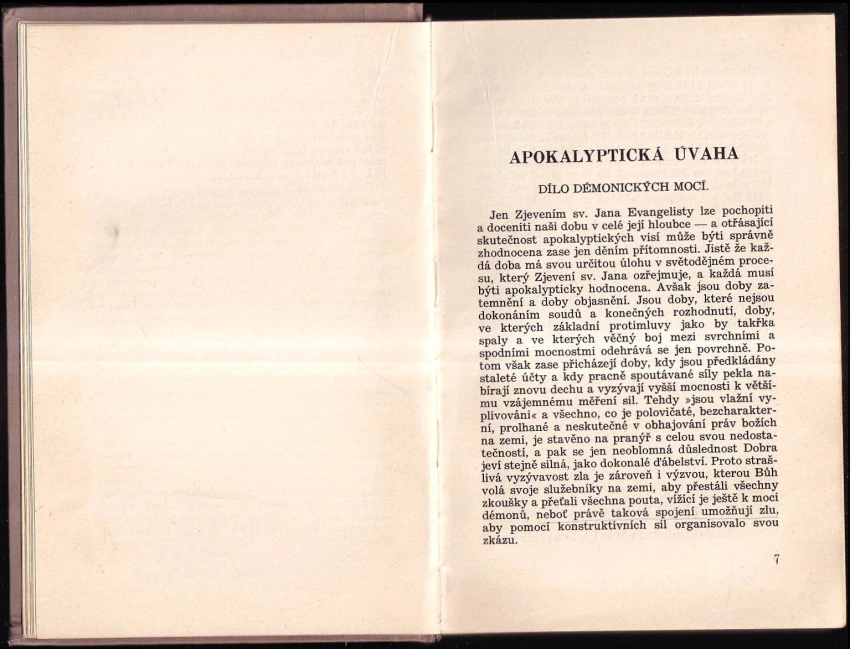 APOKALYPTICKÁ ÚVAHA
DÍLO DÉMONICKÝCH MOCÍ.
Jen Zjevením sv. Jana Evangelisty lze pochopiti
a doceniti naši dobu v celé její hloubce — a otřásající
skutečnost apokalyptických visí může býti správně
zhodnocena zase jen děním přítomnosti. Jistě že kaž-
dá doba má svou určitou úlohu v světodějném proce-
su, který Zjevení sv. Jana ozřejmuje, a každá musí
býti apokalypticky hodnocena. Avšak jsou doby za-
temnění a doby objasnění. Jsou doby, které nejsou
dokonáním soudů a konečných rozhodnutí, doby,
ve kterých základní protimluvy jako by takřka
spaly a ve kterých věčný boj mezi svrchními a
spodními mocnostmi odehrává se jen povrchně. Po-
tom však zase přicházejí doby, kdy jsou předkládány
staleté účty a kdy pracně spoutávané síly pekla na-
bírají znovu dechu a vyzývají vyšší mocnosti k větší-
mu vzájemnému měření sil. Tehdy »jsou vlažní vy-
plivováni« a všechno, co je polovičaté, bezcharakter-
ní, prolhané a neskutečné v obhajování práv božích
na zemi, je stavěno na pranýř s celou svou nedosta-
tečností, a pak se jen neoblomná důslednost Dobra
jeví stejně silná, jako dokonalé ďábelství. Proto straš-
livá vyzývavost zla je zároveň i výzvou, kterou Bůh
volá svoje služebníky na zemi, aby přestáli všechny
zkoušky a přeťali všechna pouta, vížící je ještě k moci
démonů, neboť právě taková spojení umožňují zlu,
aby pomocí konstruktivních sil organisovalo svou
zkázu.
7